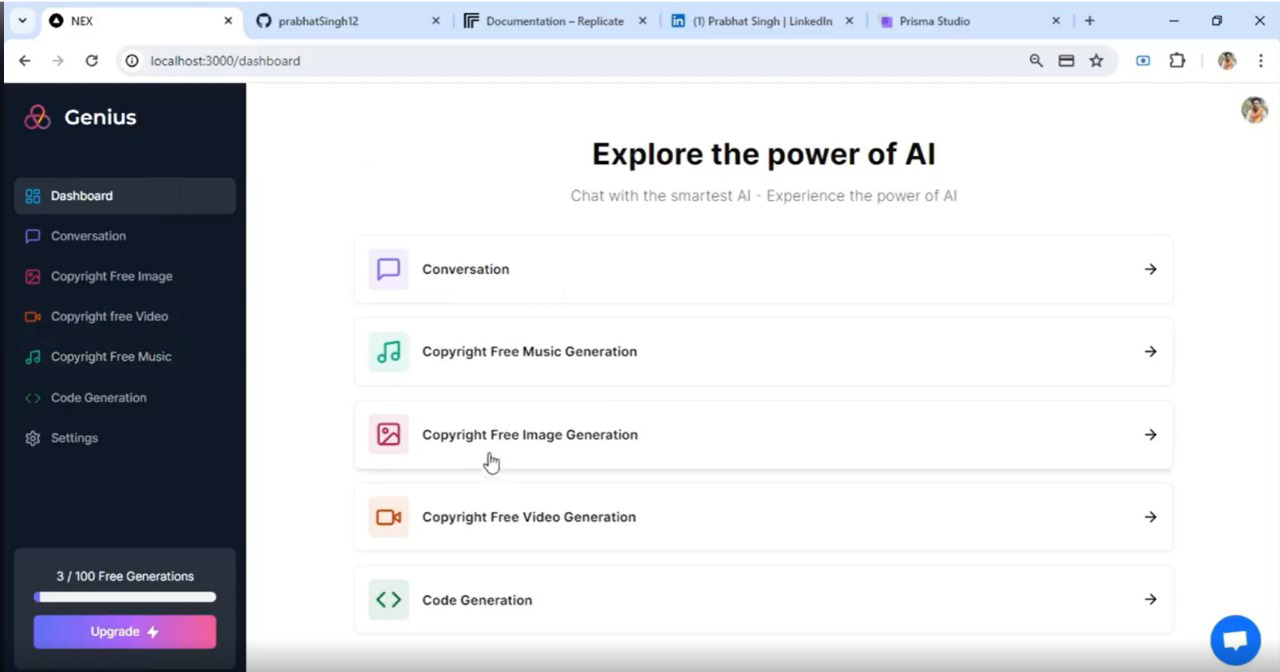 NEX
prabhatSingh12
Documentation – Replicate
(1) Prabhat Singh | LinkedIn
Prisma Studio
localhost:3000/dashboard
Genius
Dashboard
Conversation
Copyright Free Image
Copyright free Video
Copyright Free Music
Code Generation
Settings
3 / 100 Free Generations
Upgrade
Explore the power of AI
Chat with the smartest AI - Experience the power of AI
Conversation
Copyright Free Music Generation
Copyright Free Image Generation
Copyright Free Video Generation
Code Generation